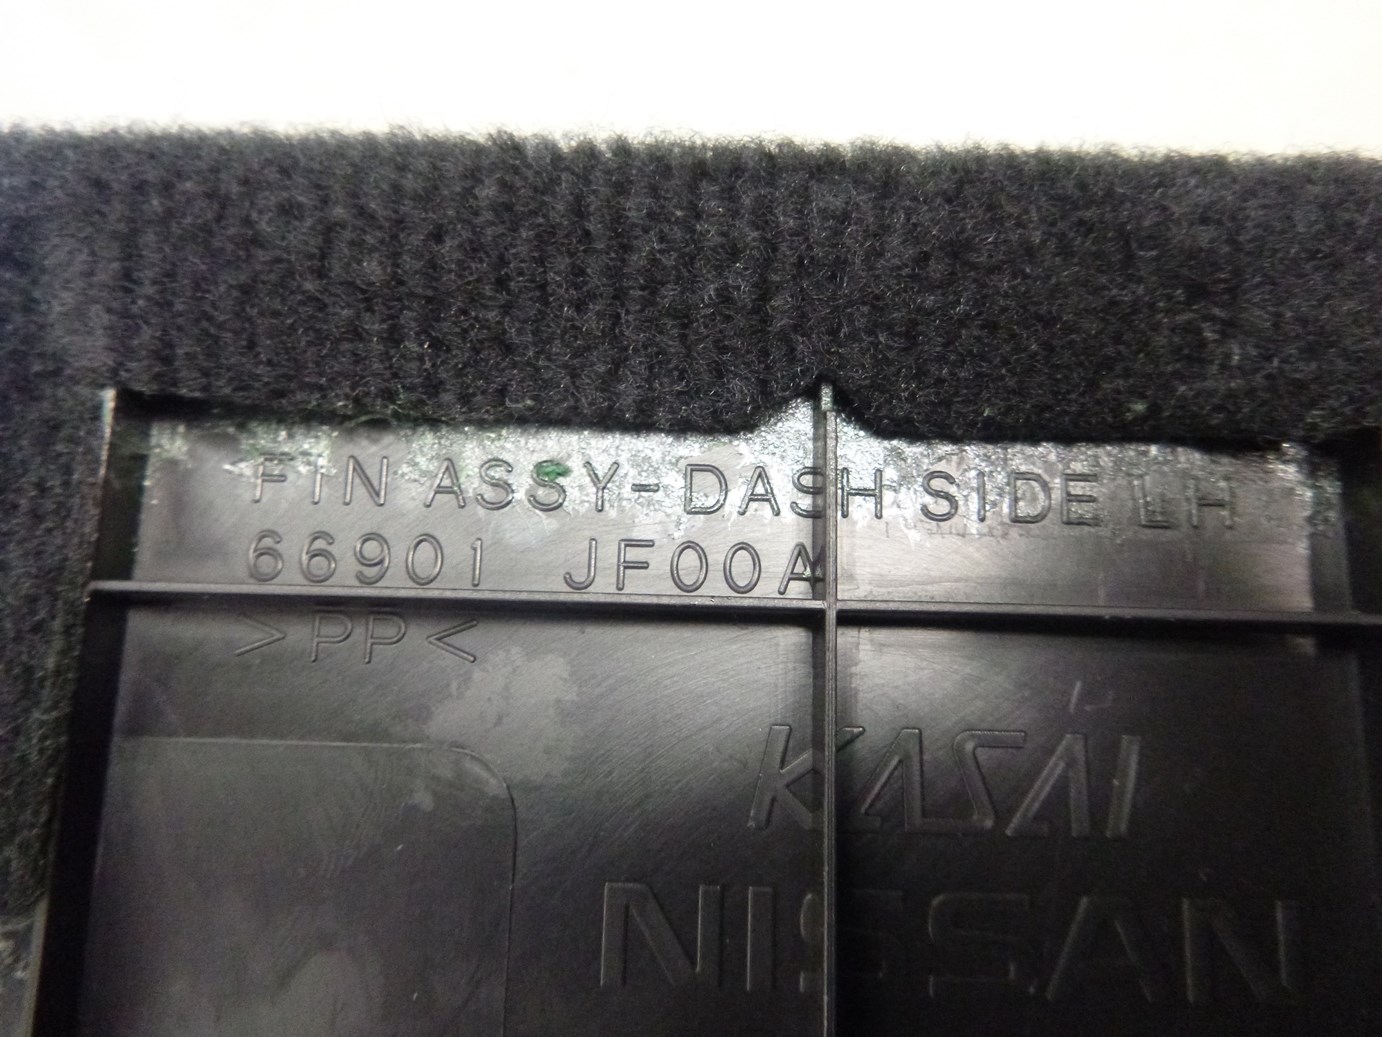 FIN ASSY-DASH SIDE LH
66901 JF00A
>PP<
KASAI
NISSAN